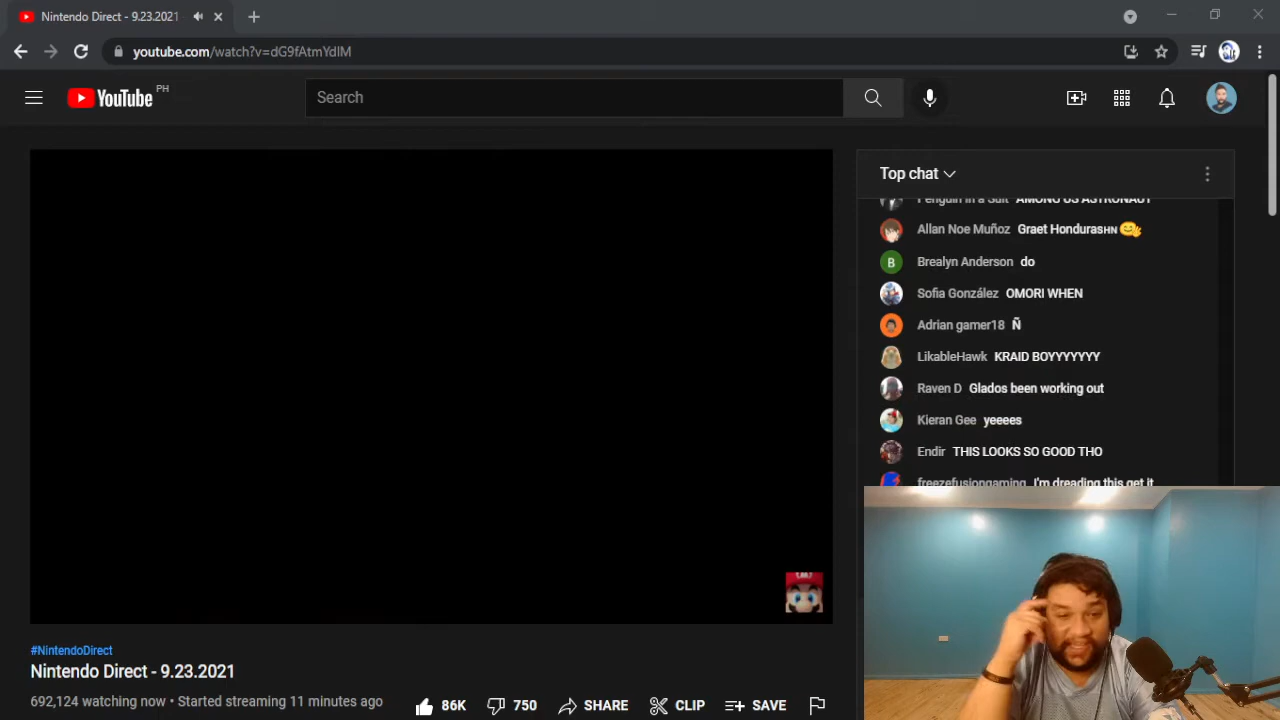 Nintendo Direct - 9.23.2021
youtube.com/watch?v=dG9fAtmYdlM
YouTube PH
Search
Top chat
Penguin in a Suit AMONG US ASTRONAUT
Allan Noe Muñoz Graet Hondurasнɴ
B Brealyn Anderson do
Sofia González OMORI WHEN
Adrian gamer18 Ñ
LikableHawk KRAID BOYYYYYYY
Raven D Glados been working out
Kieran Gee yeeees
Endir THIS LOOKS SO GOOD THO
freezefusiongaming I'm dreading this get it
#NintendoDirect
Nintendo Direct - 9.23.2021
692,124 watching now • Started streaming 11 minutes ago
86K 750 SHARE CLIP SAVE